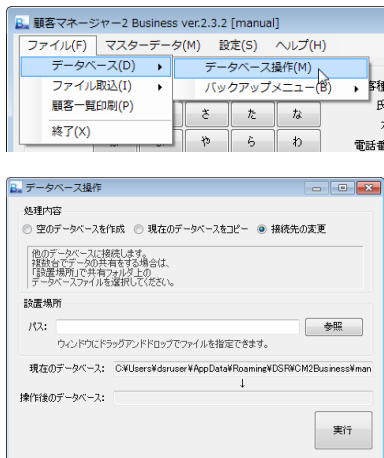 顧客マネージャー2 Business ver.2.3.2 [manual]
ファイル(F) マスターデータ(M) 設定(S) ヘルプ(H)
データベース(D) データベース操作(M)
ファイル取込(I) バックアップメニュー(B)
顧客一覧印刷(P) さ た な
終了(X) や ら わ
電話番
データベース操作
処理内容
空のデータベースを作成 現在のデータベースをコピー 接続先の変更
他のデータベースに接続します。
複数台でデータの共有をする場合は、
「設置場所」で共有フォルダ上の
データベースファイルを選択してください。
設置場所
パス: 参照
ウィンドウにドラッグアンドドロップでファイルを指定できます。
現在のデータベース: C:¥Users¥dsruser¥AppData¥Roaming¥DSR¥CM2Business¥man
↓
操作後のデータベース:
実行